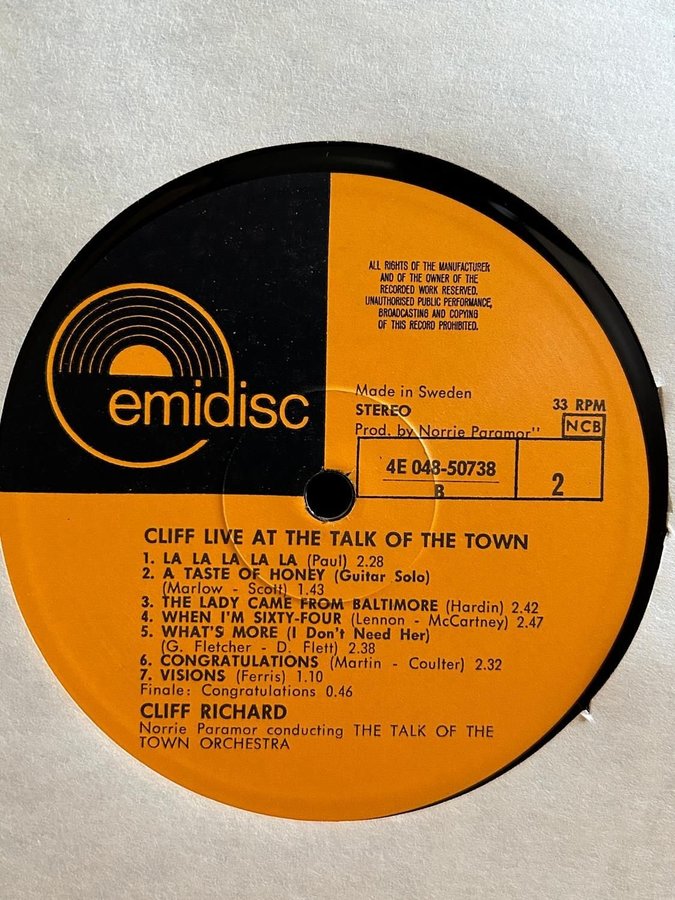 emidisc
ALL RIGHTS OF THE MANUFACTURER
AND OF THE OWNER OF THE
RECORDED WORK RESERVED.
UNAUTHORISED PUBLIC PERFORMANCE,
BROADCASTING AND COPYING
OF THIS RECORD PROHIBITED.
Made in Sweden
STEREO
33 RPM
Prod. by Norrie Paramor"
NCB
4E 048-50738
B
2
CLIFF LIVE AT THE TALK OF THE TOWN
1. LA LA LA LA LA (Paul) 2.28
2. A TASTE OF HONEY (Guitar Solo)
(Marlow - Scott) 1.43
3. THE LADY CAME FROM BALTIMORE (Hardin) 2.42
4. WHEN I'M SIXTY-FOUR (Lennon - McCartney) 2.47
5. WHAT'S MORE (I Don't Need Her)
(G. Fletcher - D. Flett) 2.38
6. CONGRATULATIONS (Martin - Coulter) 2.32
7. VISIONS (Ferris) 1.10
Finale: Congratulations 0.46
CLIFF RICHARD
Norrie Paramor conducting THE TALK OF THE
TOWN ORCHESTRA